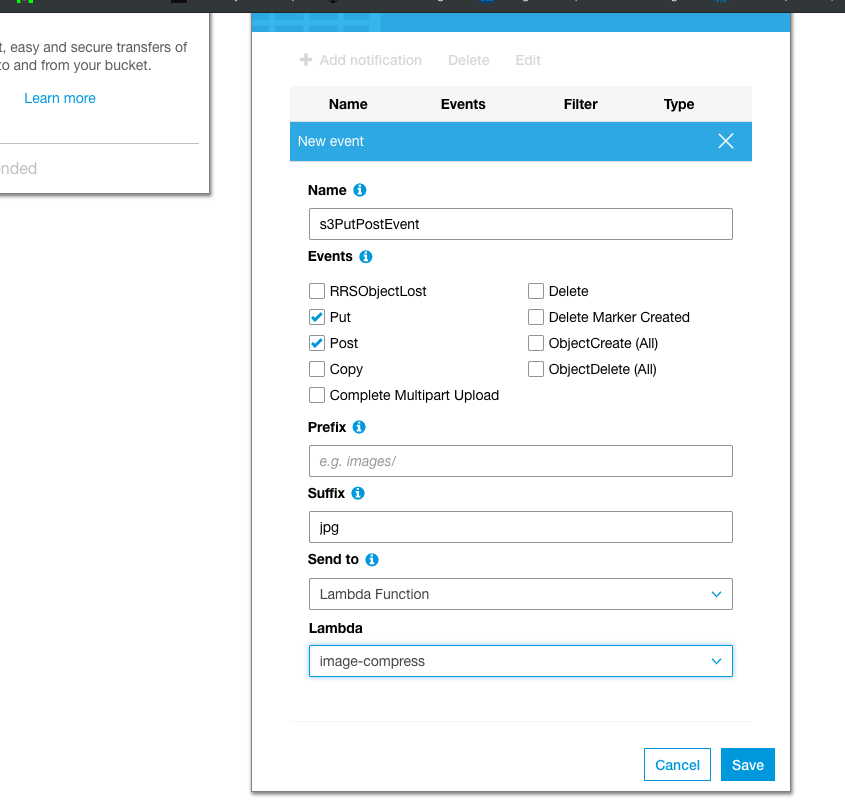 t, easy and secure transfers of
to and from your bucket.
Learn more
nded
Add notification Delete Edit
Name Events Filter Type
New event
Name
s3PutPostEvent
Events
RRSObjectLost Delete
Put Delete Marker Created
Post ObjectCreate (All)
Copy ObjectDelete (All)
Complete Multipart Upload
Prefix
e.g. images/
Suffix
jpg
Send to
Lambda Function
Lambda
image-compress
Cancel Save